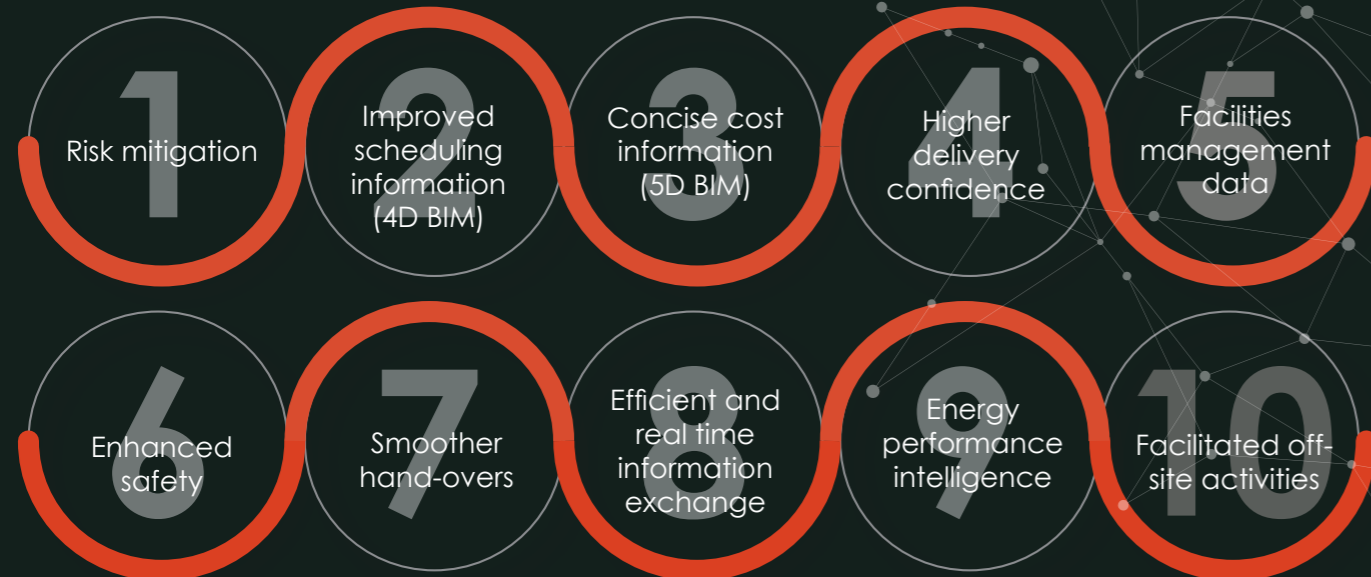 1
Risk mitigation
2
Improved
scheduling
information
(4D BIM)
3
Concise cost
information
(5D BIM)
4
Higher
delivery
confidence
5
Facilities
management
data
6
Enhanced
safety
7
Smoother
hand-overs
8
Efficient and
real time
information
exchange
9
Energy
performance
intelligence
10
Facilitated off-
site activities